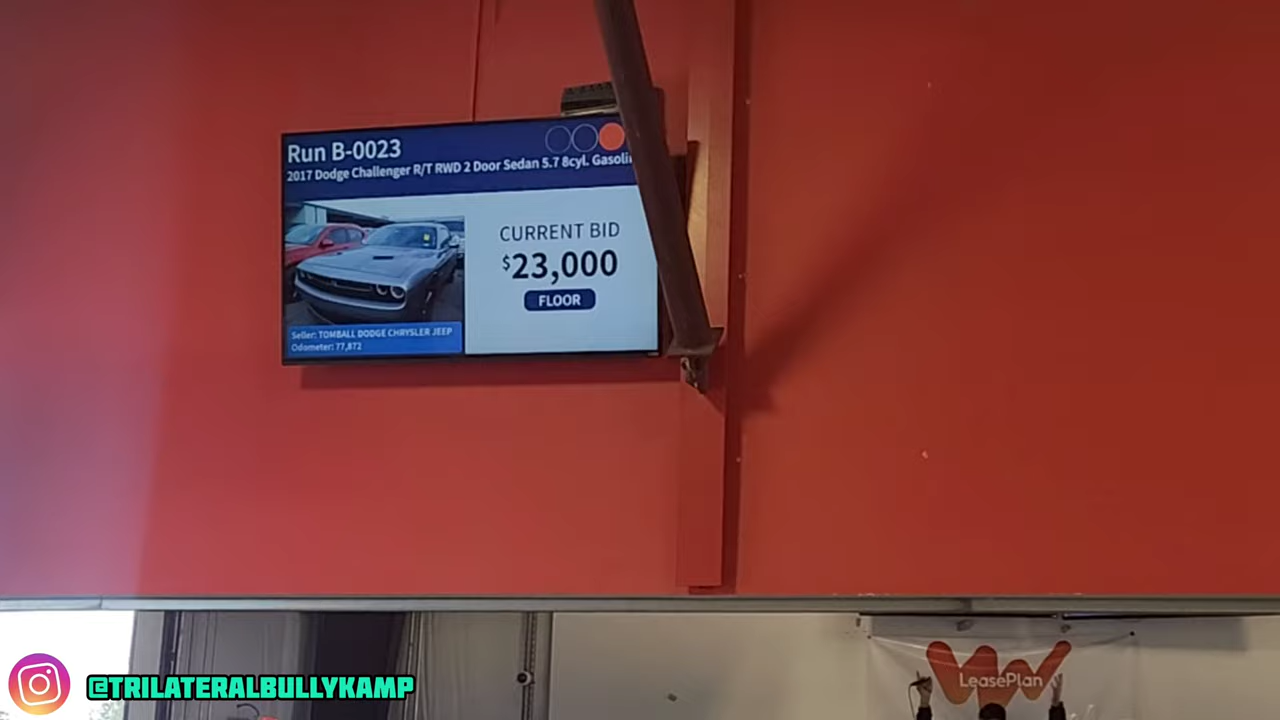 Run B-0023
2017 Dodge Challenger R/T RWD 2 Door Sedan 5.7 8cyl. Gasoli
CURRENT BID
$23,000
FLOOR
Seller: TOMBALL DODGE CHRYSLER JEEP
Odometer: 77,872
LeasePlan
@TRILATERALBULLYKAMP